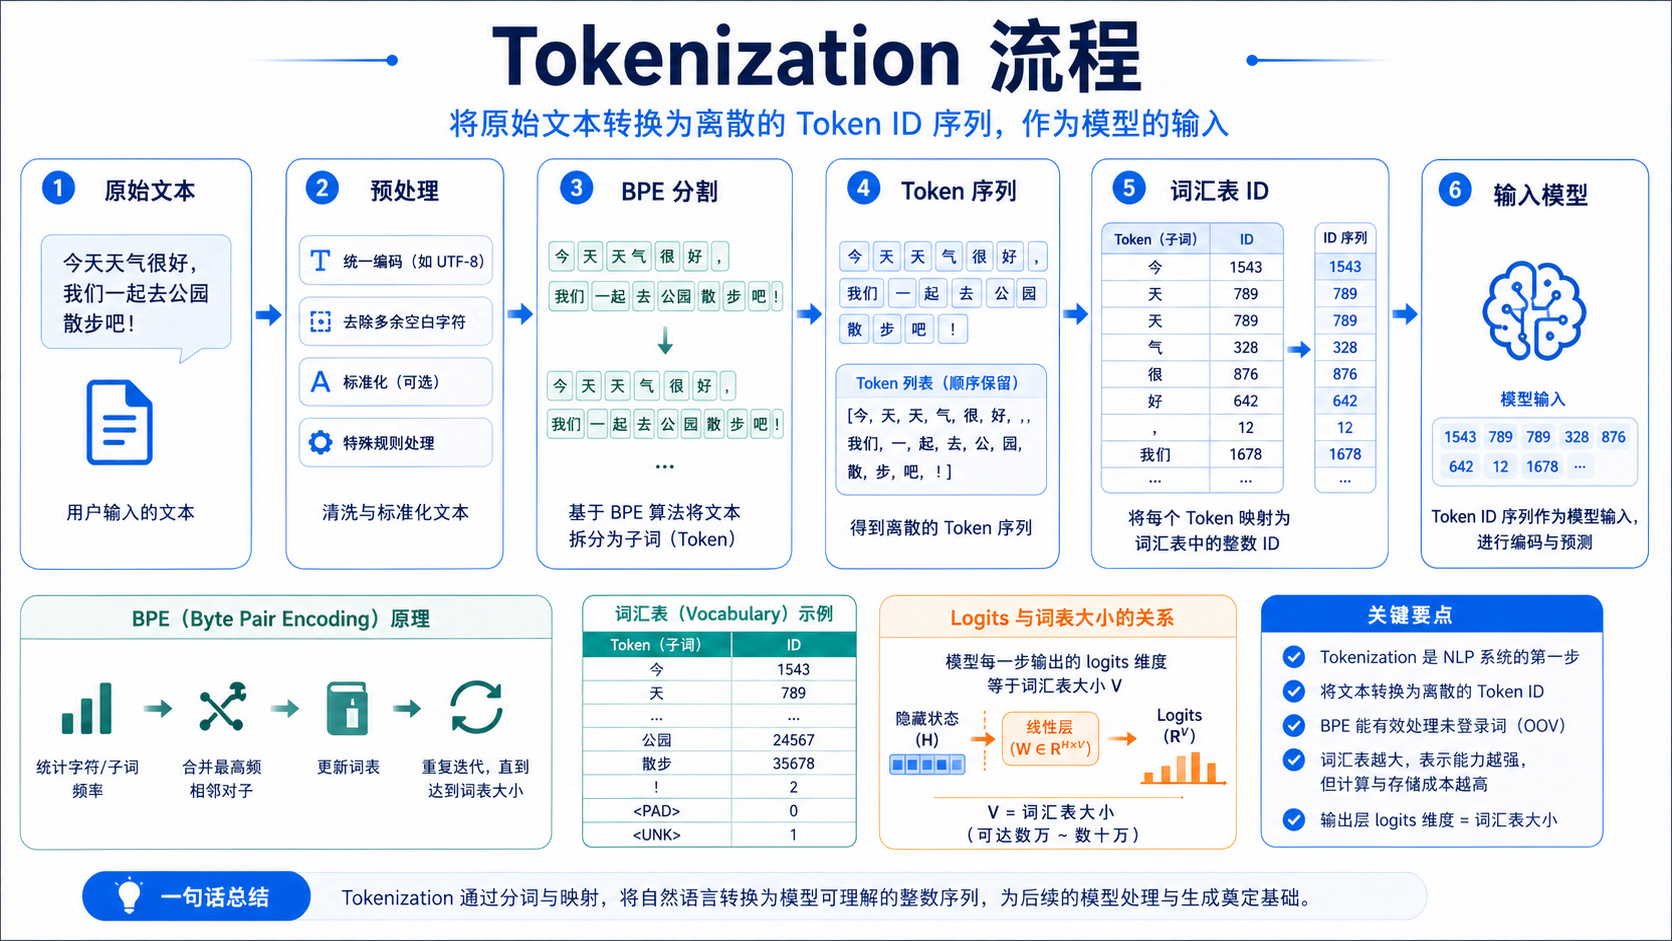 Tokenization 流程
将原始文本转换为离散的 Token ID 序列，作为模型的输入
1 原始文本
今天天气很好，
我们一起去公园
散步吧！
用户输入的文本
2 预处理
统一编码（如 UTF-8）
去除多余空白字符
标准化（可选）
特殊规则处理
清洗与标准化文本
3 BPE 分割
今 天 天气 很 好 ，
我们 一起 去 公园 散 步 吧 ！
今 天 天 气 很 好 ，
我们 一 起 去 公 园 散 步 吧 ！
...
基于 BPE 算法将文本
拆分为子词（Token）
4 Token 序列
今 天 天 气 很 好 ，
我们 一 起 去 公 园
散 步 吧 ！
Token 列表（顺序保留）
[今, 天, 天, 气, 很, 好, ,,
我们, 一, 起, 去, 公, 园,
散, 步, 吧, ！]
得到离散的 Token 序列
5 词汇表 ID
Token（子词） ID
今 1543
天 789
天 789
气 328
很 876
好 642
， 12
我们 1678
... ...
ID 序列
1543
789
789
328
876
642
12
1678
...
将每个 Token 映射为
词汇表中的整数 ID
6 输入模型
模型输入
1543 789 789 328 876
642 12 1678 ...
Token ID 序列作为模型输入，
进行编码与预测
BPE（Byte Pair Encoding）原理
统计字符/子词
频率
合并最高频
相邻对子
更新词表
重复迭代，直到
达到词表大小
词汇表（Vocabulary）示例
Token（子词） ID
今 1543
天 789
... ...
公园 24567
散步 35678
！ 2
<PAD> 0
<UNK> 1
Logits 与词表大小的关系
模型每一步输出的 logits 维度
等于词汇表大小 V
隐藏状态
（H）
线性层
(W ∈ R^{H×V})
Logits
(R^V)
V = 词汇表大小
（可达数万 ~ 数十万）
关键要点
Tokenization 是 NLP 系统的第一步
将文本转换为离散的 Token ID
BPE 能有效处理未登录词（OOV）
词汇表越大，表示能力越强，
但计算与存储成本越高
输出层 logits 维度 = 词汇表大小
一句话总结
Tokenization 通过分词与映射，将自然语言转换为模型可理解的整数序列，为后续的模型处理与生成奠定基础。